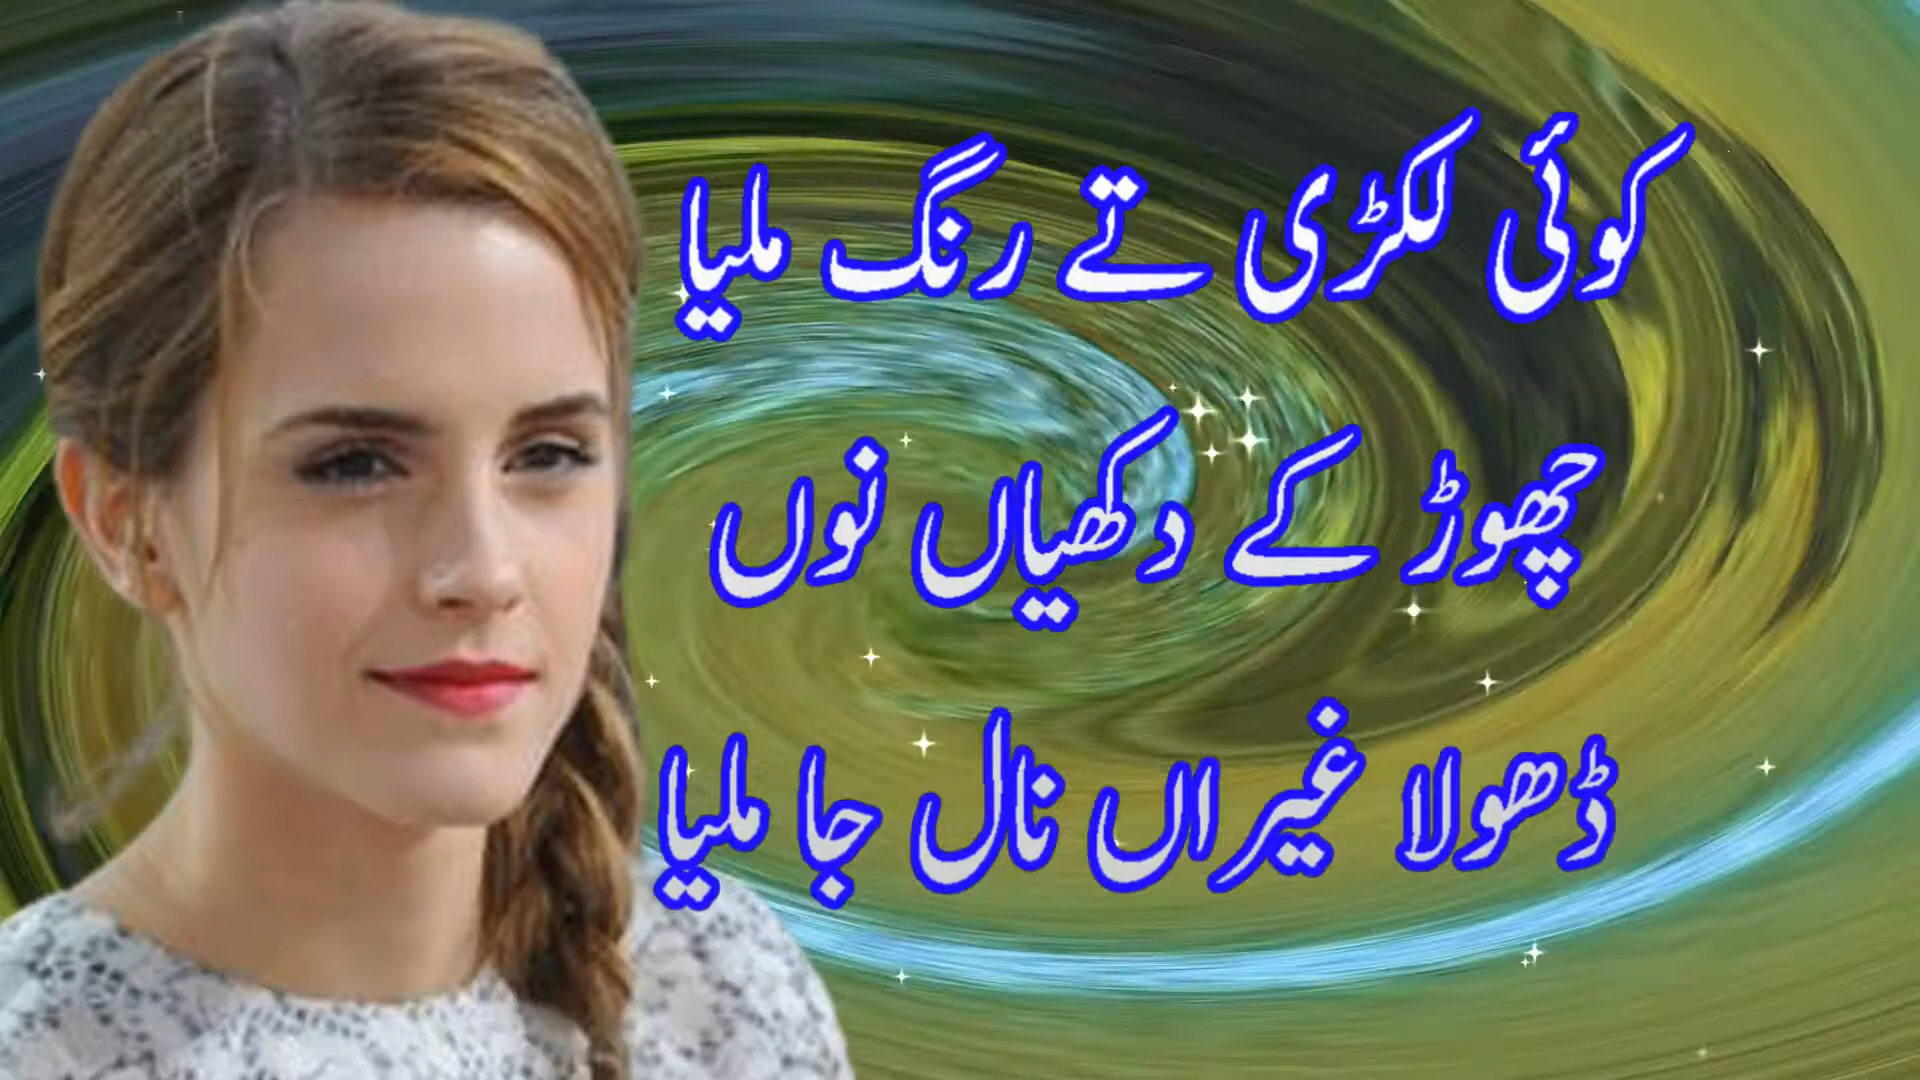 کوئی لکڑی تے رنگ ملیا
چھوڑ کے دکھیاں نوں
ڈھولا غیراں نال جا ملیا